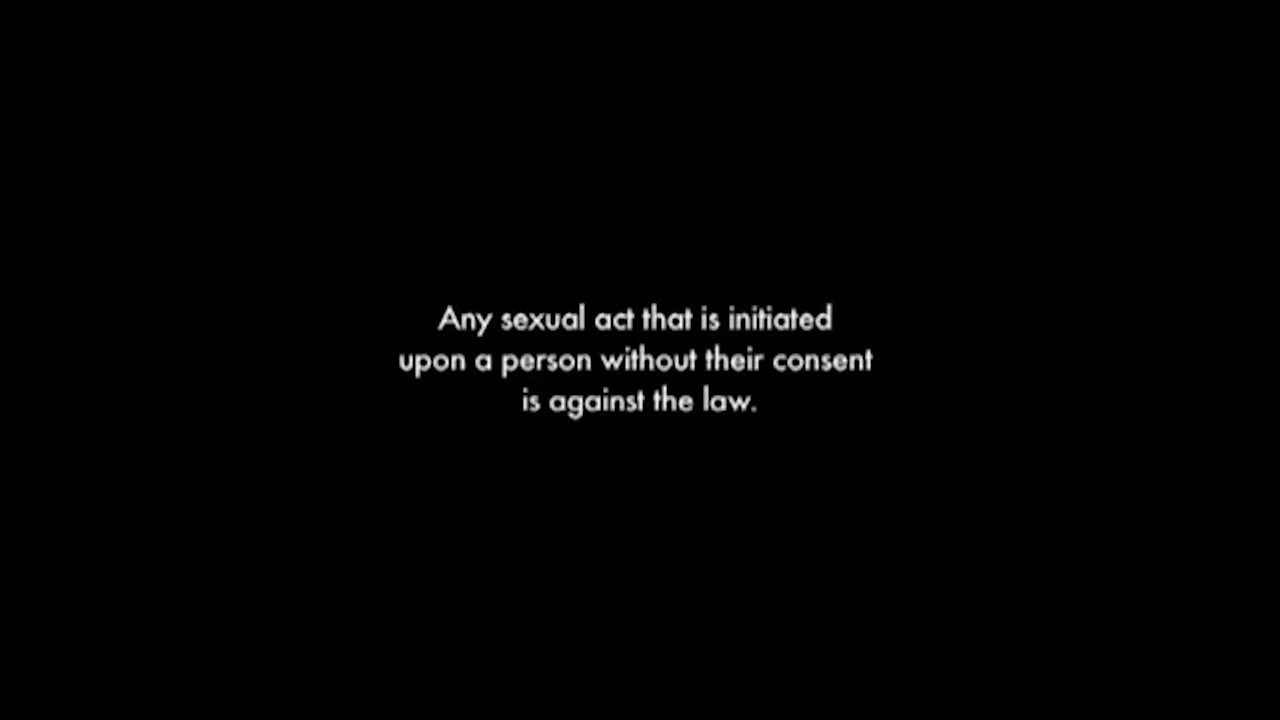 Any sexual act that is initiated
upon a person without their consent
is against the law.